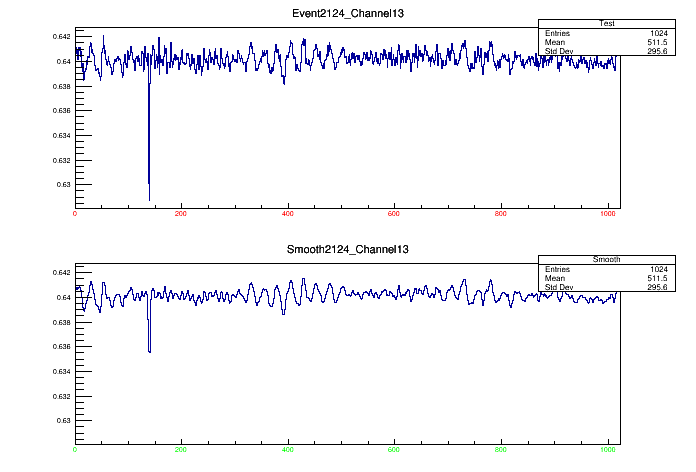 Event2124_Channel13
Test
Entries 1024
Mean 511.5
Std Dev 295.6
0.642
0.64
0.638
0.636
0.634
0.632
0.63
0 200 400 600 800 1000
Smooth2124_Channel13
Smooth
Entries 1024
Mean 511.5
Std Dev 295.6
0.642
0.64
0.638
0.636
0.634
0.632
0.63
0 200 400 600 800 1000